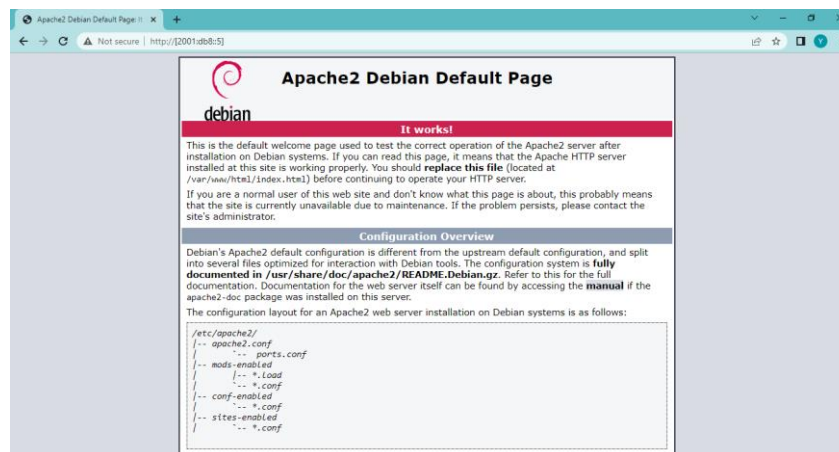 Apache2 Debian Default Page: It
Not secure | http://[2001:db8::5]
Y
debian
Apache2 Debian Default Page
It works!
This is the default welcome page used to test the correct operation of the Apache2 server after
installation on Debian systems. If you can read this page, it means that the Apache HTTP server
installed at this site is working properly. You should replace this file (located at
/var/www/html/index.html) before continuing to operate your HTTP server.
If you are a normal user of this web site and don't know what this page is about, this probably means
that the site is currently unavailable due to maintenance. If the problem persists, please contact the
site's administrator.
Configuration Overview
Debian's Apache2 default configuration is different from the upstream default configuration, and split
into several files optimized for interaction with Debian tools. The configuration system is fully
documented in /usr/share/doc/apache2/README.Debian.gz. Refer to this for the full
documentation. Documentation for the web server itself can be found by accessing the manual if the
apache2-doc package was installed on this server.
The configuration layout for an Apache2 web server installation on Debian systems is as follows:
/etc/apache2/
|-- apache2.conf
|       `--  ports.conf
|-- mods-enabled
|       |-- *.load
|       `-- *.conf
|-- conf-enabled
|       `-- *.conf
|-- sites-enabled
|       `-- *.conf